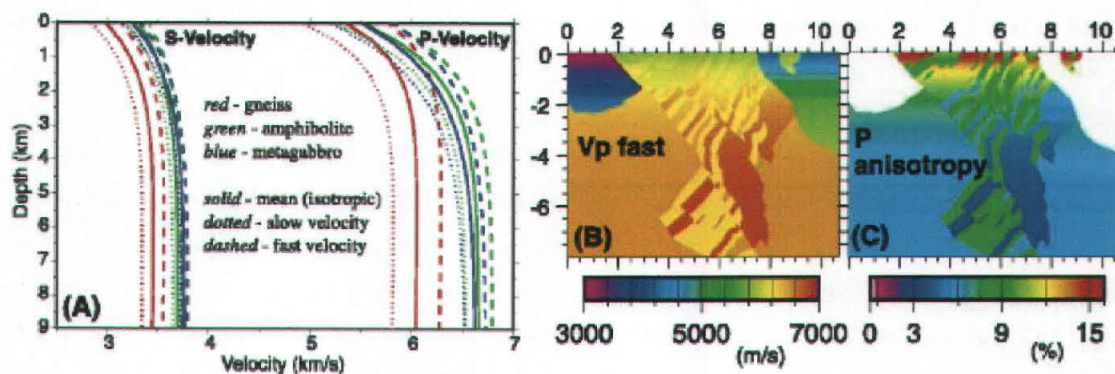 S-Velocity P-Velocity
red - gneiss
green - amphibolite
blue - metagabbro
solid - mean (isotropic)
dotted - slow velocity
dashed - fast velocity
(A)
Depth (km)
0
1
2
3
4
5
6
7
8
9
3 4 5 6 7
Velocity (km/s)
0 2 4 6 8 10
0
-2
-4
-6
Vp fast
(B)
3000 5000 7000
(m/s)
0 2 4 6 8 10
P
anisotropy
(C)
0 3 9 15
(%)